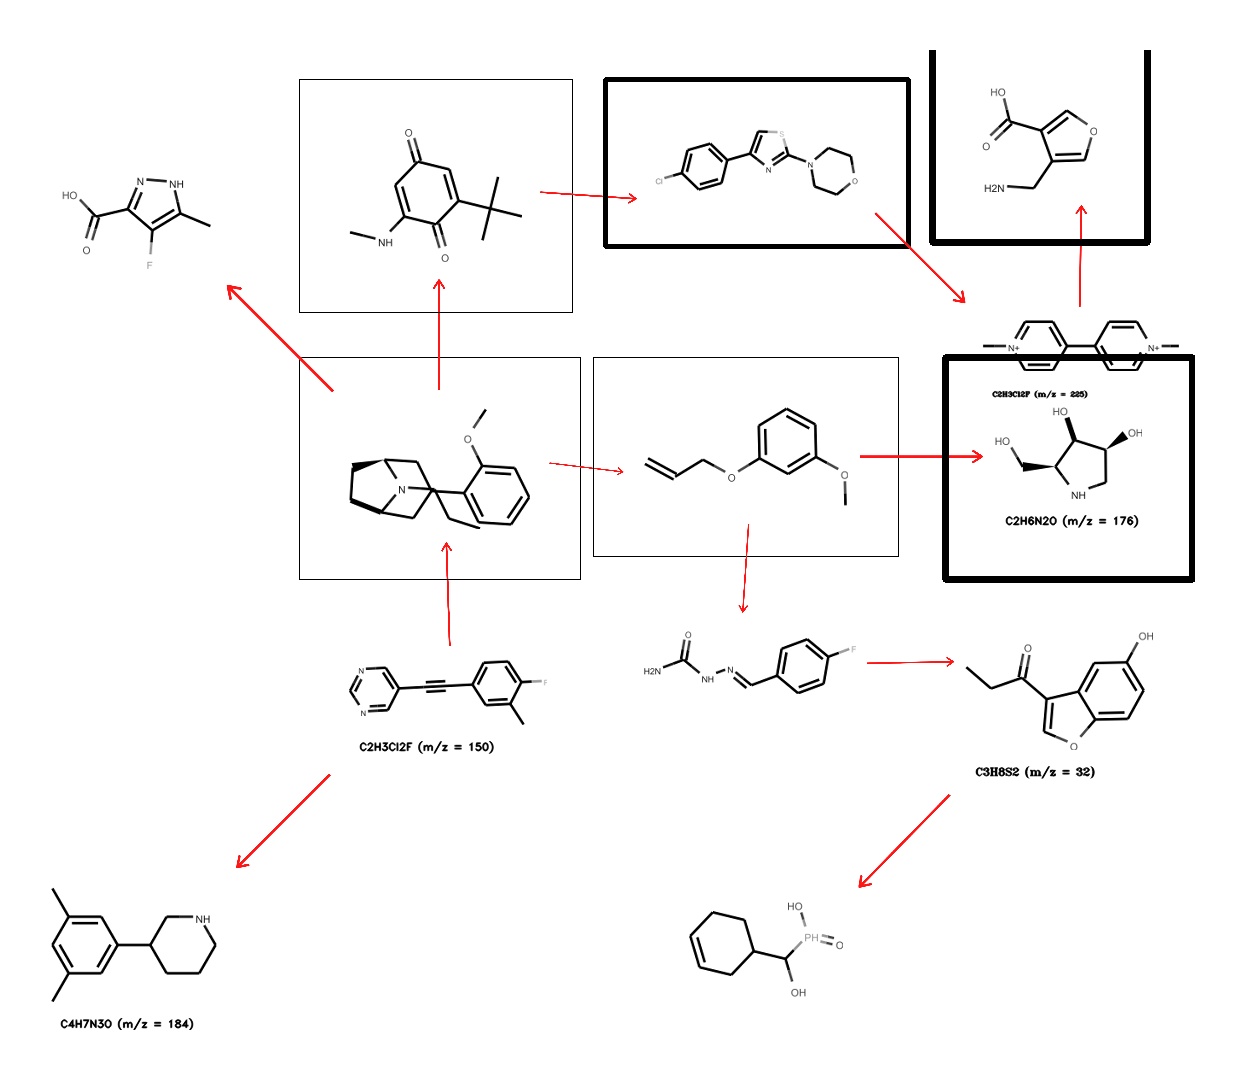 HO
O
N
NH
F
O
NH
O
Cl
S
N
N
O
HO
O
O
H2N
N+
N+
C2H3Cl2F (m/z = 225)
O
N
O
O
HO
HO
OH
NH
C2H6N2O (m/z = 176)
N
N
F
C2H3Cl2F (m/z = 150)
O
H2N
NH
N
F
O
OH
O
C3H8S2 (m/z = 32)
NH
C4H7N3O (m/z = 184)
HO
PH
O
OH